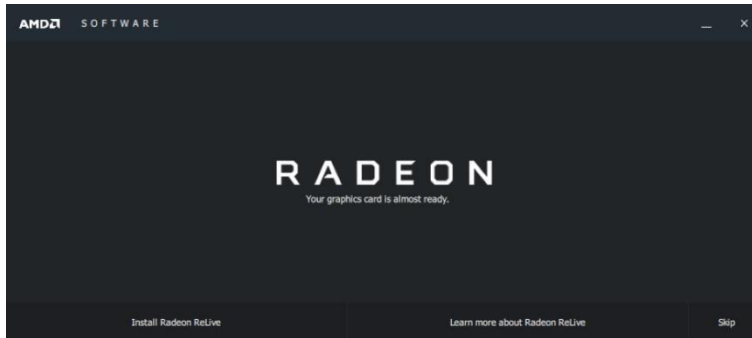 AMD SOFTWARE
RADEON
Your graphics card is almost ready.
Install Radeon ReLive Learn more about Radeon ReLive Skip